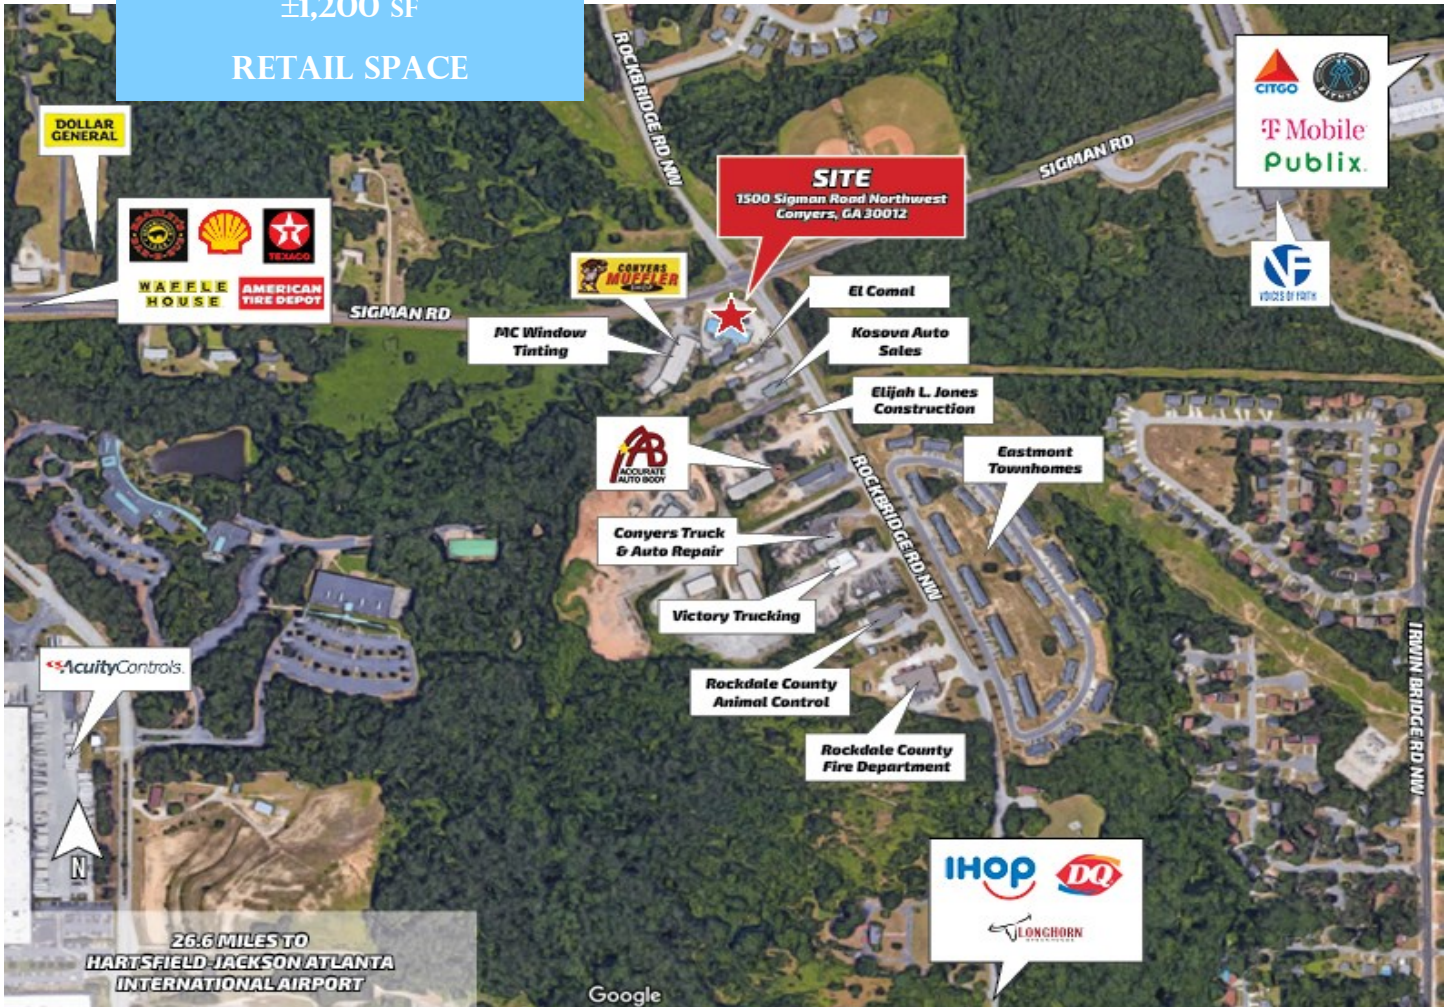 ±1,200 SF
RETAIL SPACE
ROCKBRIDGE RD NW
CITGO
FITNESS
T Mobile
Publix.
DOLLAR
GENERAL
SIGMAN RD
SITE
1500 Sigman Road Northwest
Conyers, GA 30012
TEXACO
WAFFLE
HOUSE
AMERICAN
TIRE DEPOT
CONYERS
MUFFLER
SHOP
VOICES OF FAITH
El Comal
SIGMAN RD
MC Window
Tinting
Kosova Auto
Sales
Elijah L. Jones
Construction
ACCURATE
AUTO BODY
Eastmont
Townhomes
ROCKBRIDGE RD NW
Conyers Truck
& Auto Repair
Victory Trucking
IRWIN BRIDGE RD NW
AcuityControls.
Rockdale County
Animal Control
Rockdale County
Fire Department
N
IHOP
DQ
LONGHORN
26.6 MILES TO
HARTSFIELD-JACKSON ATLANTA
INTERNATIONAL AIRPORT
Google